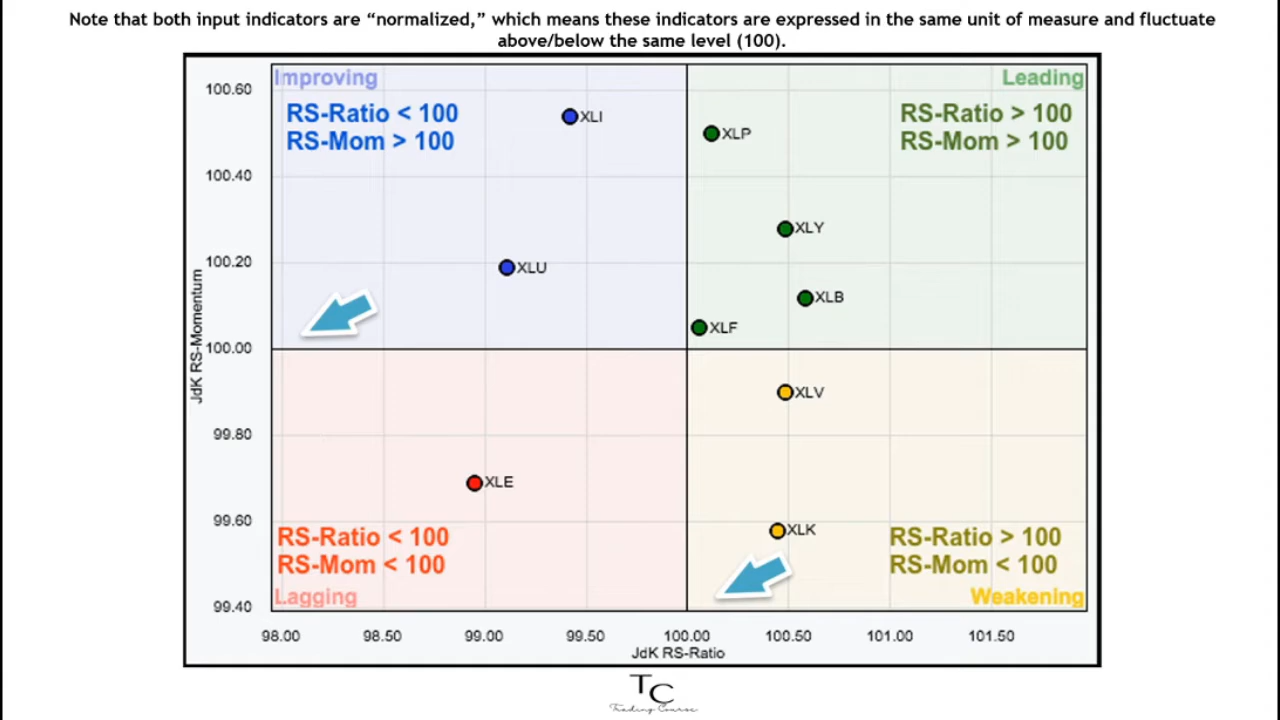 Note that both input indicators are “normalized,” which means these indicators are expressed in the same unit of measure and fluctuate
above/below the same level (100).
Improving
Leading
RS-Ratio < 100
RS-Mom > 100
RS-Ratio > 100
RS-Mom > 100
100.60
100.40
100.20
100.00
99.80
99.60
99.40
JdK RS-Momentum
XLI
XLP
XLY
XLU
XLB
XLF
XLV
XLE
XLK
RS-Ratio < 100
RS-Mom < 100
Lagging
RS-Ratio > 100
RS-Mom < 100
Weakening
98.00 98.50 99.00 99.50 100.00 100.50 101.00 101.50
JdK RS-Ratio
TC
Trading Course